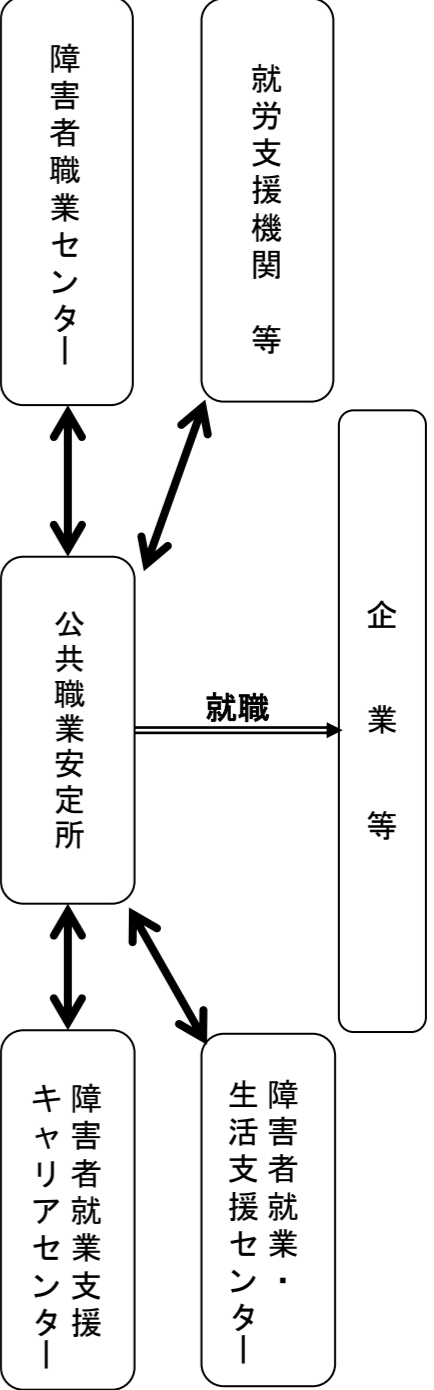 障害者職業センター
就労支援機関　等
公共職業安定所
就職
企　業　等
障害者就業支援
キャリアセンター
障害者就業・
生活支援センター